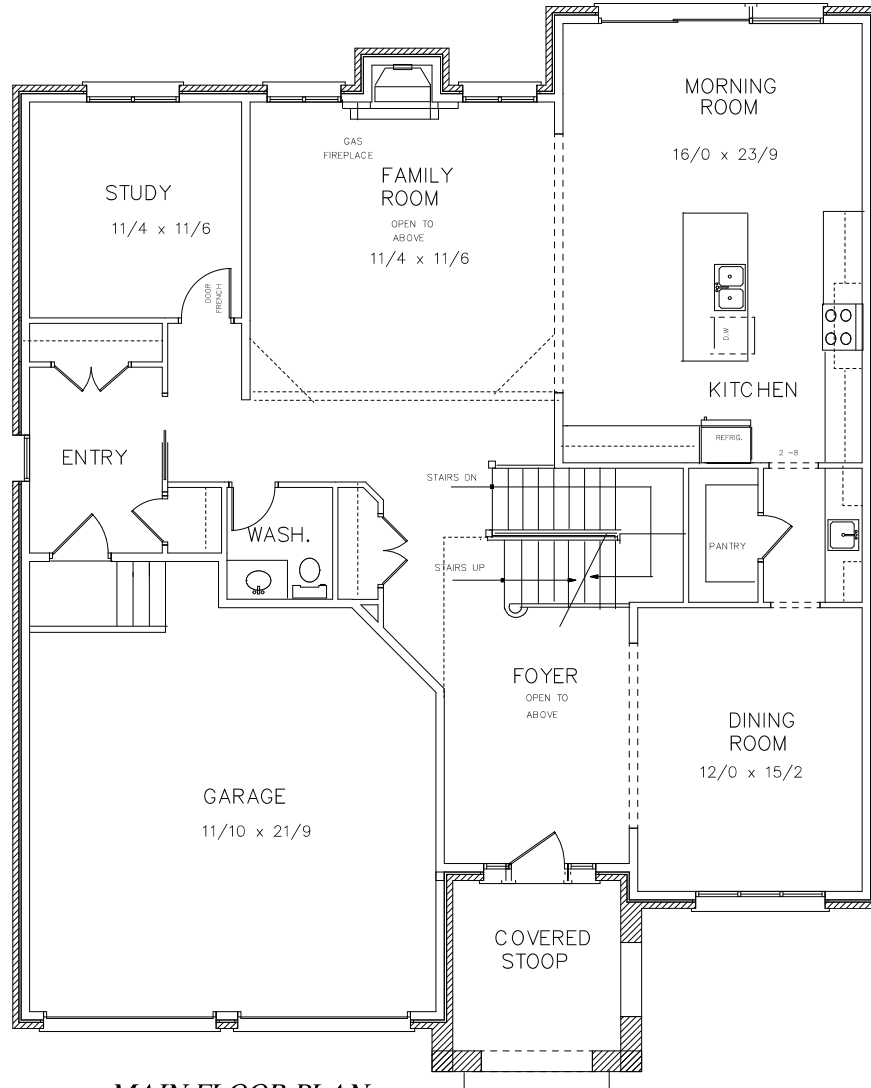 MORNING
ROOM
16/0 x 23/9
GAS
FIREPLACE
FAMILY
ROOM
OPEN TO
ABOVE
11/4 x 11/6
STUDY
11/4 x 11/6
DOOR
FRENCH
D.W
KITCHEN
REFRIG.
2 -8
ENTRY
STAIRS DN
WASH.
PANTRY
STAIRS UP
FOYER
OPEN TO
ABOVE
DINING
ROOM
12/0 x 15/2
GARAGE
11/10 x 21/9
COVERED
STOOP
MAIN FLOOR PLAN